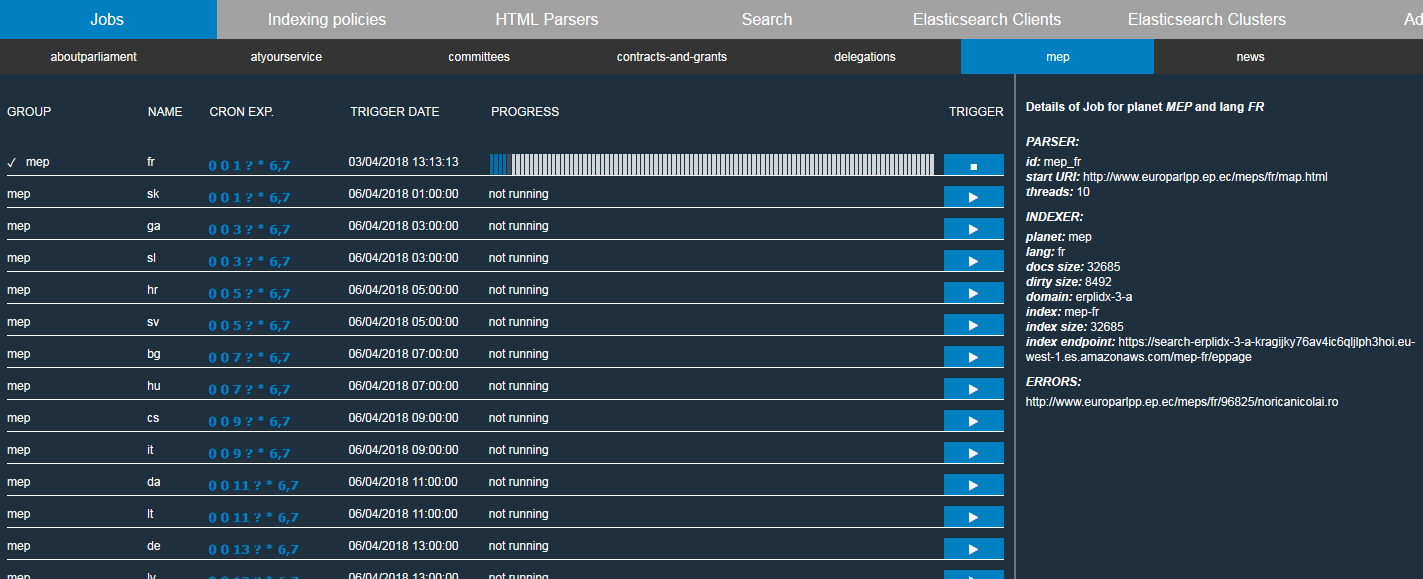 Jobs Indexing policies HTML Parsers Search Elasticsearch Clients Elasticsearch Clusters Ad
aboutparliament atyourservice committees contracts-and-grants delegations mep news
GROUP NAME CRON EXP. TRIGGER DATE PROGRESS TRIGGER
✓ mep fr 0 0 1 ? * 6,7 03/04/2018 13:13:13
mep sk 0 0 1 ? * 6,7 06/04/2018 01:00:00 not running
mep ga 0 0 3 ? * 6,7 06/04/2018 03:00:00 not running
mep sl 0 0 3 ? * 6,7 06/04/2018 03:00:00 not running
mep hr 0 0 5 ? * 6,7 06/04/2018 05:00:00 not running
mep sv 0 0 5 ? * 6,7 06/04/2018 05:00:00 not running
mep bg 0 0 7 ? * 6,7 06/04/2018 07:00:00 not running
mep hu 0 0 7 ? * 6,7 06/04/2018 07:00:00 not running
mep cs 0 0 9 ? * 6,7 06/04/2018 09:00:00 not running
mep it 0 0 9 ? * 6,7 06/04/2018 09:00:00 not running
mep da 0 0 11 ? * 6,7 06/04/2018 11:00:00 not running
mep lt 0 0 11 ? * 6,7 06/04/2018 11:00:00 not running
mep de 0 0 13 ? * 6,7 06/04/2018 13:00:00 not running
mep lv 0 0 13 ? * 6,7 06/04/2018 13:00:00 not running
Details of Job for planet MEP and lang FR
PARSER:
id: mep_fr
start URI: http://www.europarlpp.ep.ec/meps/fr/map.html
threads: 10
INDEXER:
planet: mep
lang: fr
docs size: 32685
dirty size: 8492
domain: erplidx-3-a
index: mep-fr
index size: 32685
index endpoint: https://search-erplidx-3-a-kragijky76av4ic6qljlph3hoi.eu-
west-1.es.amazonaws.com/mep-fr/eppage
ERRORS:
http://www.europarlpp.ep.ec/meps/fr/96825/noricanicolai.ro